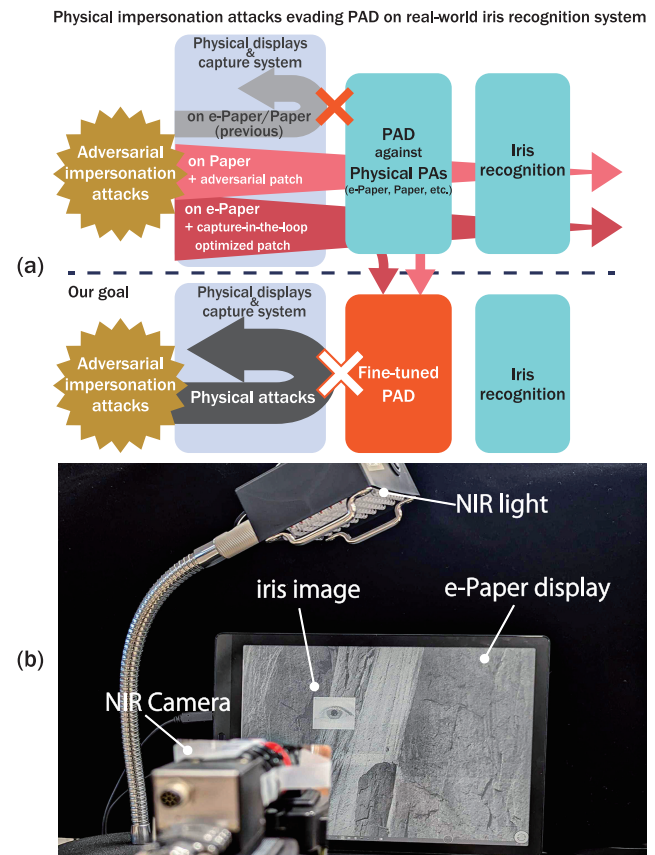 Physical impersonation attacks evading PAD on real-world iris recognition system
Physical displays
&
capture system
on e-Paper/Paper
(previous)
Adversarial
impersonation
attacks
on Paper
+ adversarial patch
on e-Paper
+ capture-in-the-loop
optimized patch
PAD
against
Physical PAs
(e-Paper, Paper, etc.)
Iris
recognition
(a)
Our goal
Physical displays
&
capture system
Adversarial
impersonation
attacks
Physical attacks
Fine-tuned
PAD
Iris
recognition
NIR light
iris image
e-Paper display
(b)
NIR Camera